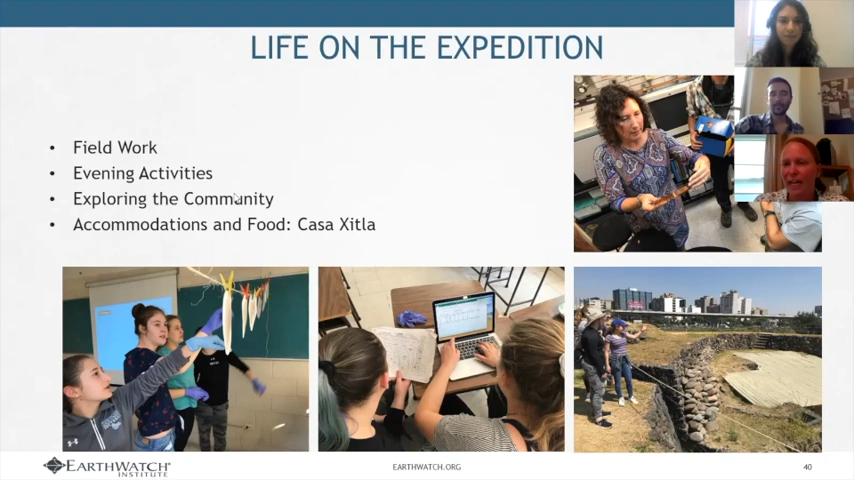 LIFE ON THE EXPEDITION
• Field Work
• Evening Activities
• Exploring the Community
• Accommodations and Food: Casa Xitla
EARTHWATCH
INSTITUTE
EARTHWATCH.ORG
40